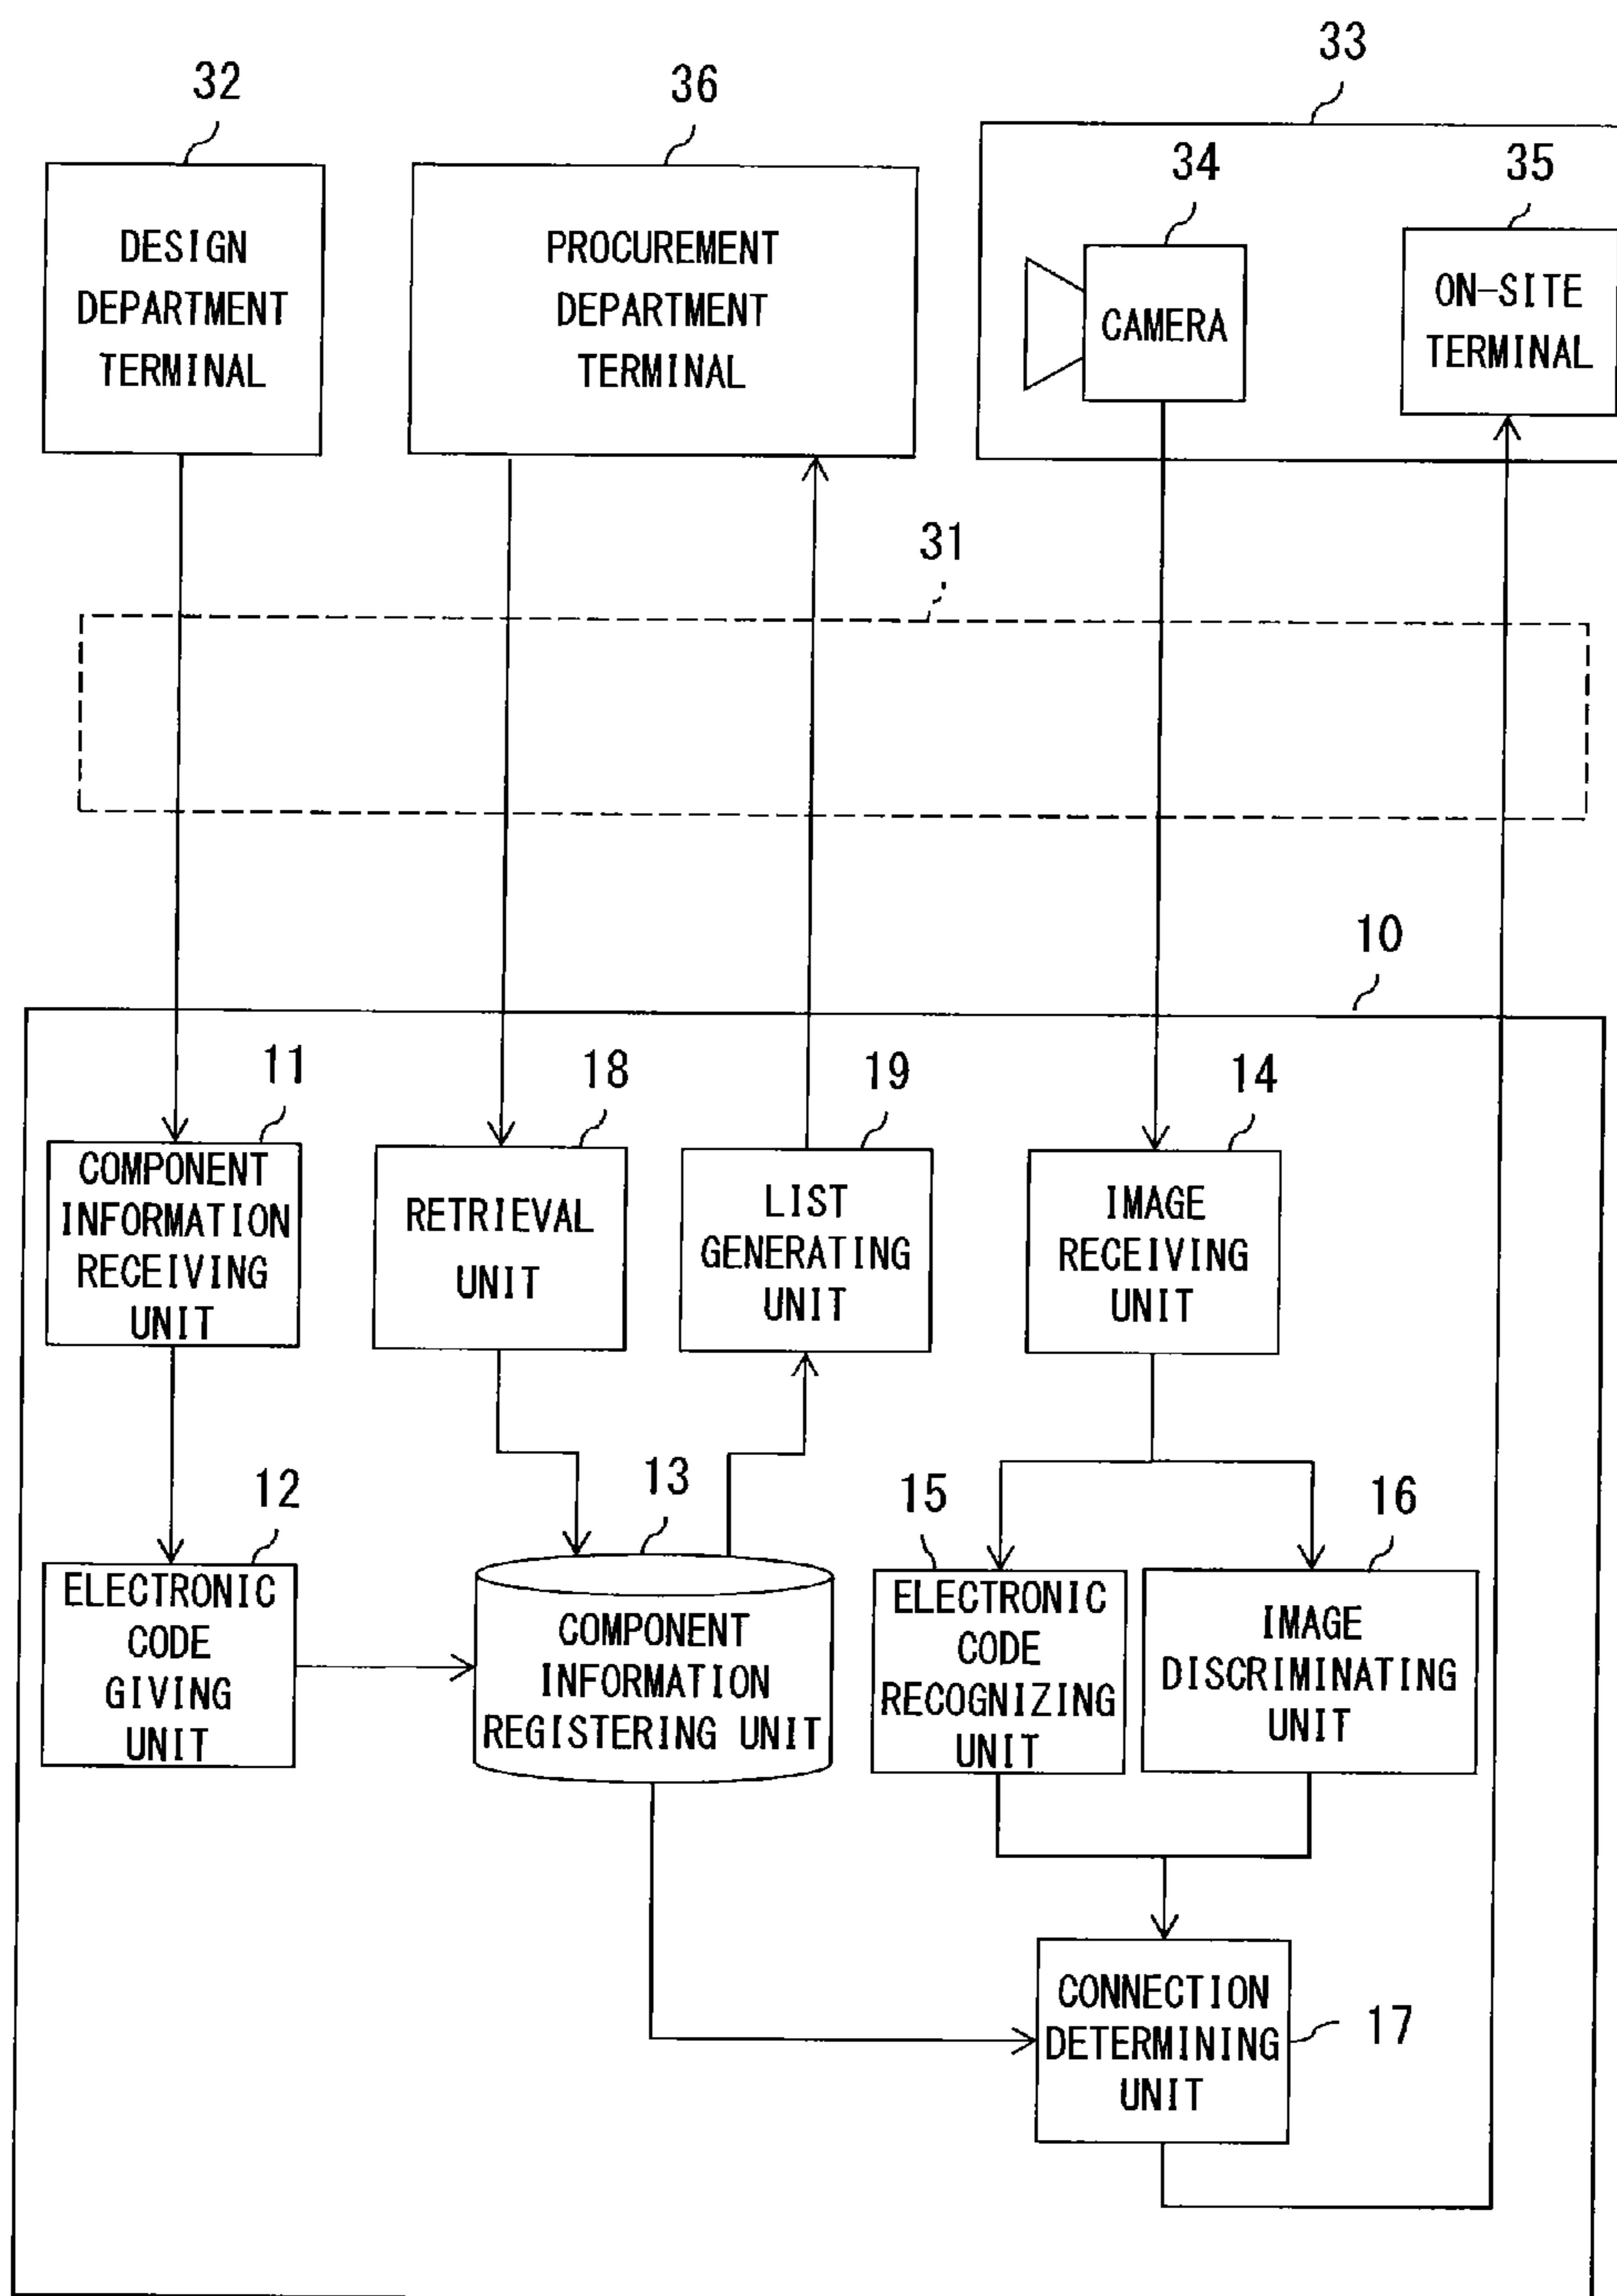 33
32
36
34
35
DESIGN
DEPARTMENT
TERMINAL
PROCUREMENT
DEPARTMENT
TERMINAL
CAMERA
ON-SITE
TERMINAL
31
10
11
18
19
14
COMPONENT
INFORMATION
RECEIVING
UNIT
RETRIEVAL
UNIT
LIST
GENERATING
UNIT
IMAGE
RECEIVING
UNIT
12
13
15
16
ELECTRONIC
CODE
GIVING
UNIT
COMPONENT
INFORMATION
REGISTERING UNIT
ELECTRONIC
CODE
RECOGNIZING
UNIT
IMAGE
DISCRIMINATING
UNIT
CONNECTION
DETERMINING
UNIT
17